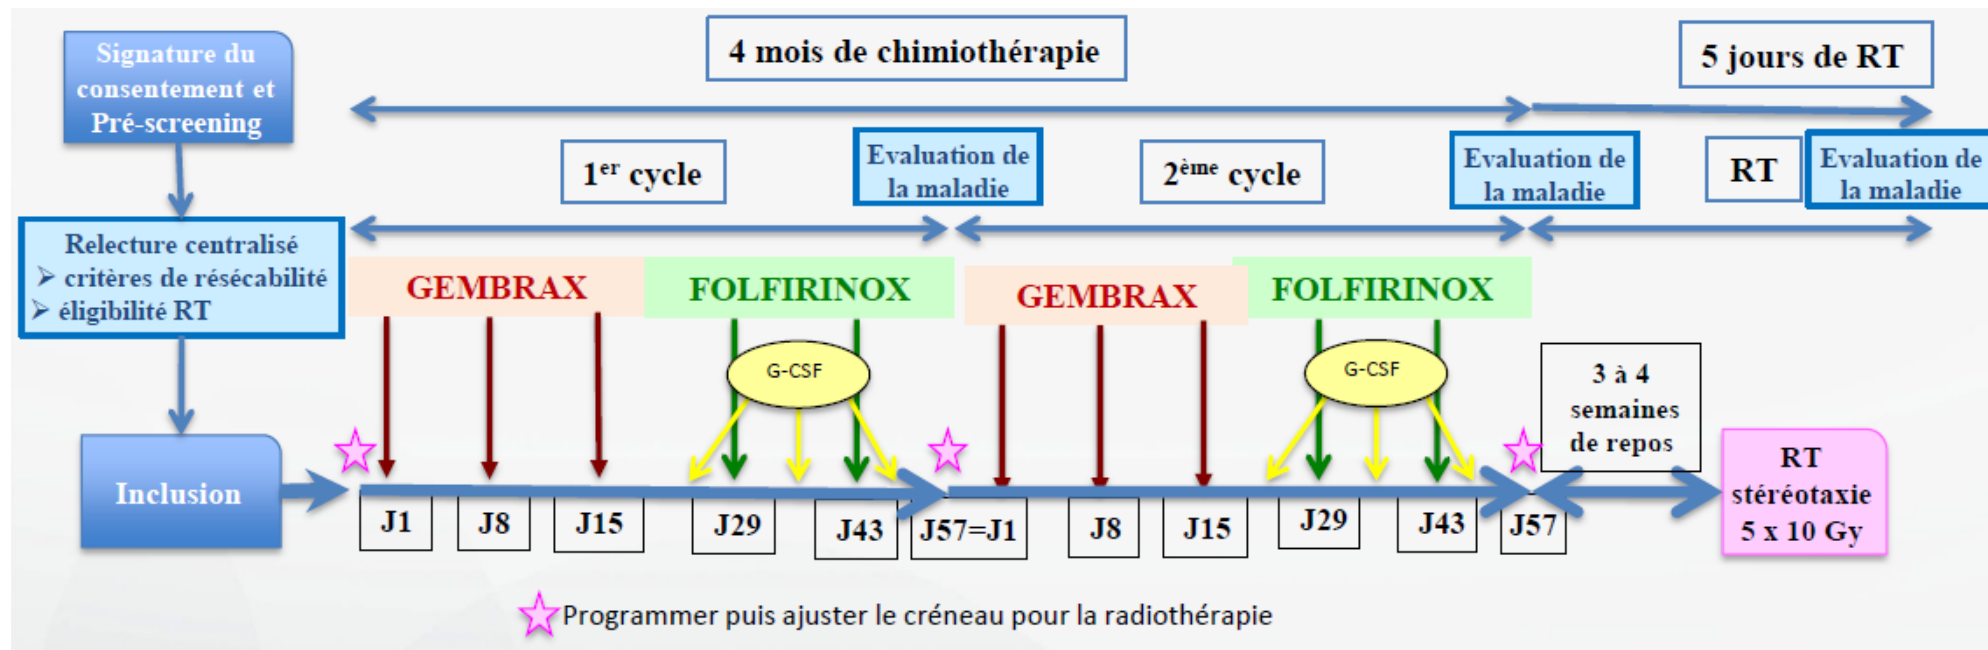 Signature du
consentement et
Pré-screening
4 mois de chimiothérapie
5 jours de RT
1er cycle
Evaluation de
la maladie
2ème cycle
Evaluation de
la maladie
RT
Evaluation de
la maladie
Relecture centralisé
➢ critères de résécabilité
➢ éligibilité RT
GEMBRAX
FOLFIRINOX
GEMBRAX
FOLFIRINOX
G-CSF
G-CSF
3 à 4
semaines
de repos
Inclusion
RT
stéréotaxie
5 x 10 Gy
J1
J8
J15
J29
J43
J57=J1
J8
J15
J29
J43
J57
Programmer puis ajuster le créneau pour la radiothérapie